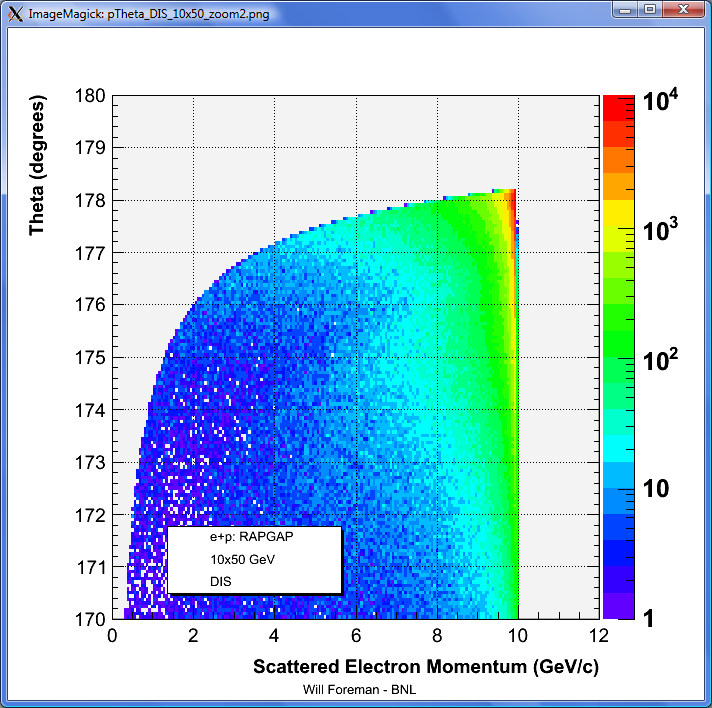 ImageMagick: pTheta_DIS_10x50_zoom2.png
Theta (degrees)
180
179
178
177
176
175
174
173
172
171
170
0 2 4 6 8 10 12
10^4
10^3
10^2
10
1
e+p: RAPGAP
10x50 GeV
DIS
Scattered Electron Momentum (GeV/c)
Will Foreman - BNL